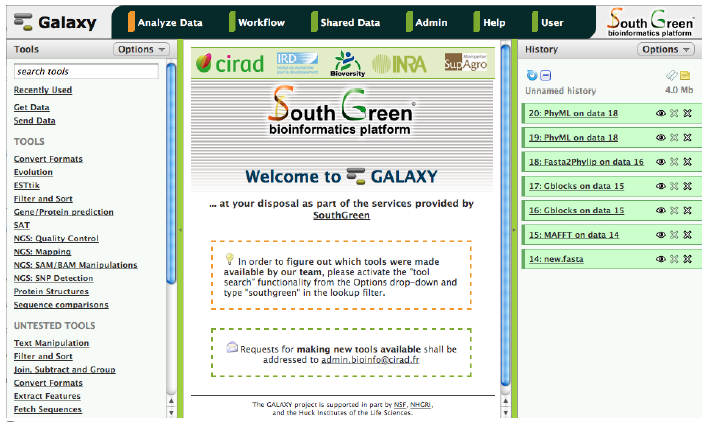 Galaxy
Analyze Data
Workflow
Shared Data
Admin
Help
User
South Green
bioinformatics platform
Tools
Options
search tools
Recently Used
Get Data
Send Data
TOOLS
Convert Formats
Evolution
ESTtik
Filter and Sort
Gene/Protein prediction
SAT
NGS: Quality Control
NGS: Mapping
NGS: SAM/BAM Manipulations
NGS: SNP Detection
Protein Structures
Sequence comparisons
UNTESTED TOOLS
Text Manipulation
Filter and Sort
Join, Subtract and Group
Convert Formats
Extract Features
Fetch Sequences
cirad
IRD
Bioversity
INRA
Montpellier
SupAgro
South Green
bioinformatics platform
Welcome to GALAXY
... at your disposal as part of the services provided by
SouthGreen
In order to figure out which tools were made
available by our team, please activate the "tool
search" functionality from the Options drop-down and
type "southgreen" in the lookup filter.
Requests for making new tools available shall be
addressed to admin.bioinfo@cirad.fr
The GALAXY project is supported in part by NSF, NHGRI,
and the Huck Institutes of the Life Sciences.
History
Options
Unnamed history
4.0 Mb
20: PhyML on data 18
19: PhyML on data 18
18: Fasta2Phylip on data 16
17: Gblocks on data 15
16: Gblocks on data 15
15: MAFFT on data 14
14: new.fasta